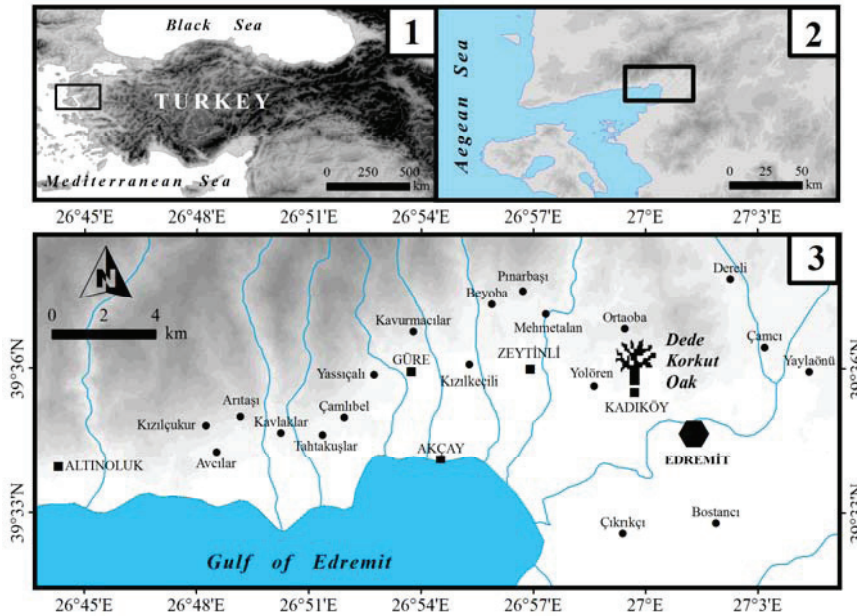 Black Sea
1
TURKEY
Mediterranean Sea
0 250 500
km
2
Aegean Sea
0 25 50
km
26°45'E 26°48'E 26°51'E 26°54'E 26°57'E 27°E 27°3'E
3
N
0 2 4
km
39°36'N
39°33'N
Dereli
Pınarbaşı
Beyoba
Mehmetalan
Ortaoba
Kavurmacılar
Çamcı
Dede
Korkut
Oak
GÜRE
ZEYTİNLİ
Yassıçalı
Kızılkeçili
Yolören
Yaylaönü
KADIKÖY
Arıtaşı
Çamlıbel
Kızılçukur
Kavlaklar
Tahtakuşlar
AKÇAY
EDREMİT
Avcılar
ALTINOLUK
Çıkrıkçı
Bostancı
Gulf of Edremit
39°36'N
39°33'N
26°45'E 26°48'E 26°51'E 26°54'E 26°57'E 27°E 27°3'E